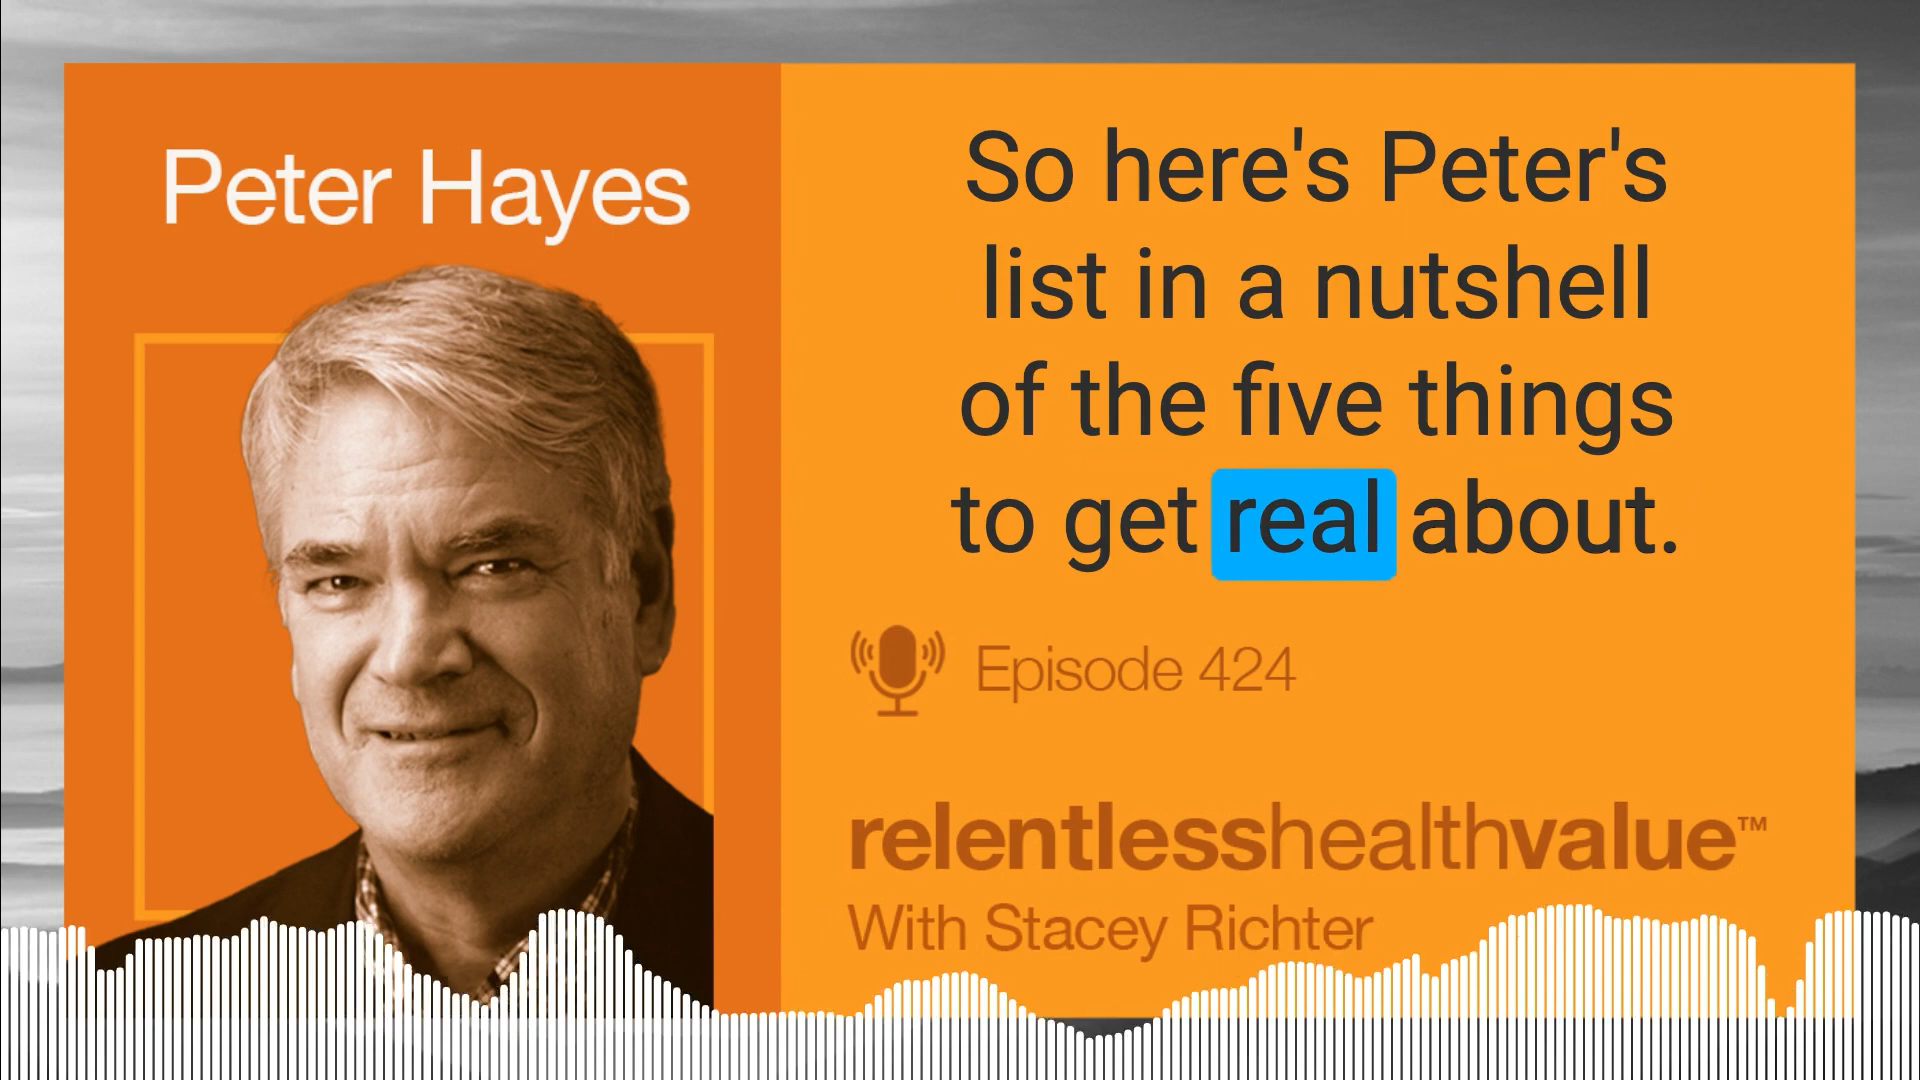 Peter Hayes
So here's Peter's
list in a nutshell
of the five things
to get real about.
Episode 424
relentlesshealthvalue™
With Stacey Richter